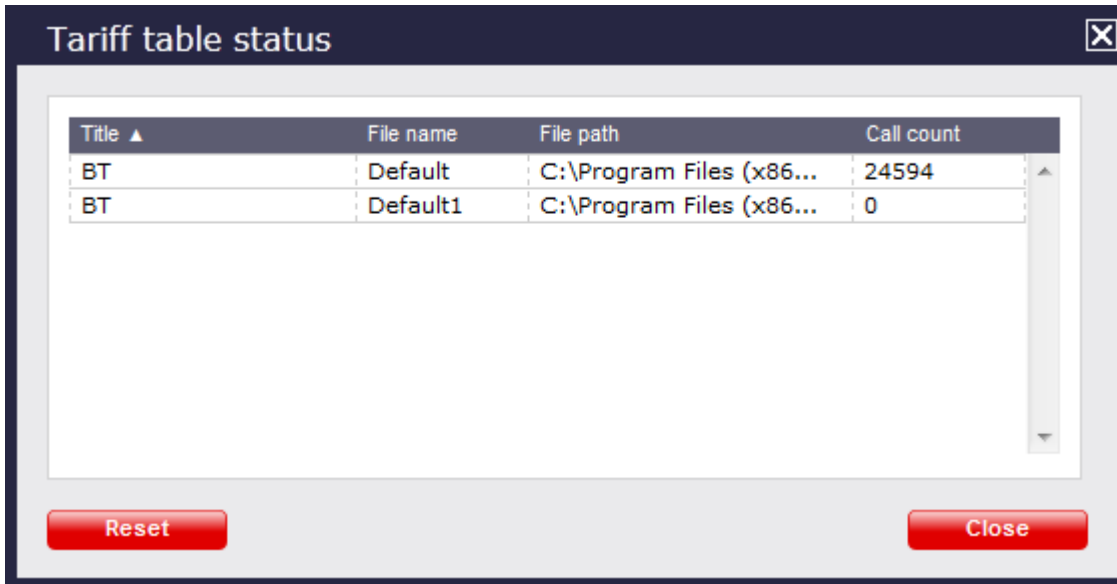 Tariff table status
Title ▲ File name File path Call count
BT Default C:\Program Files (x86... 24594
BT Default1 C:\Program Files (x86... 0
Reset Close